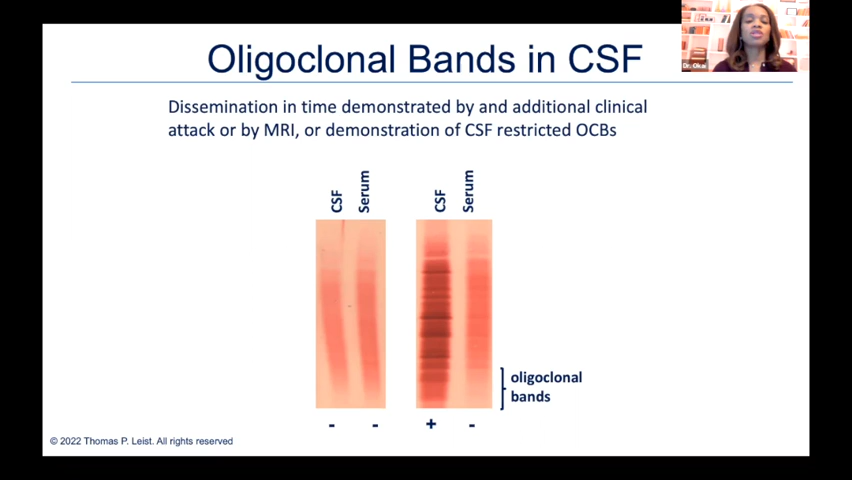 Oligoclonal Bands in CSF
Dr. Okai
Dissemination in time demonstrated by and additional clinical
attack or by MRI, or demonstration of CSF restricted OCBs
CSF Serum CSF Serum
oligoclonal
bands
- - + -
© 2022 Thomas P. Leist. All rights reserved